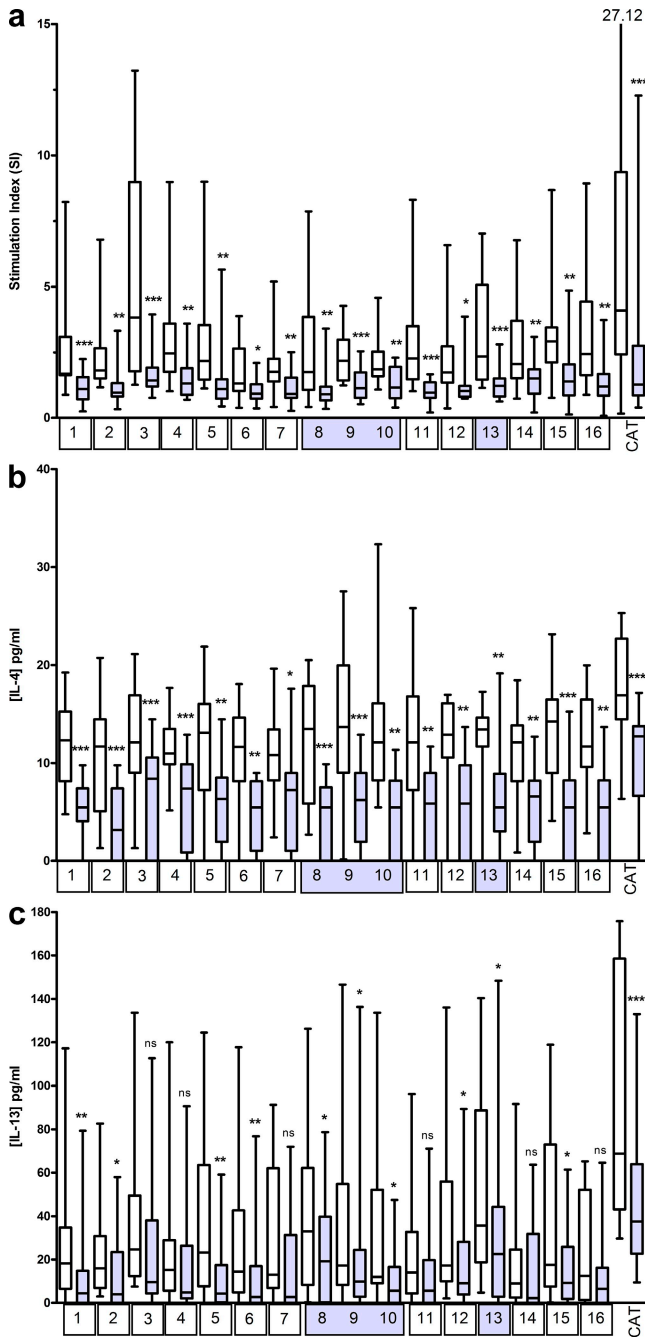 a
27.12
15
***
10
Stimulation Index (SI)
5
*** ** *** ** ** * ** ** *** ** *** * *** ** ** **
0
1 2 3 4 5 6 7 8 9 10 11 12 13 14 15 16 CAT
b
40
30
[IL-4] pg/ml
20
10
*** *** *** *** ** ** * *** *** ** ** ** ** ** *** ** ***
0
1 2 3 4 5 6 7 8 9 10 11 12 13 14 15 16 CAT
c
180
160
140
120
100
[IL-13] pg/ml
80
60
40
20
** * ns ns ** ** ns * * * ns * * ns * ns ***
0
1 2 3 4 5 6 7 8 9 10 11 12 13 14 15 16 CAT